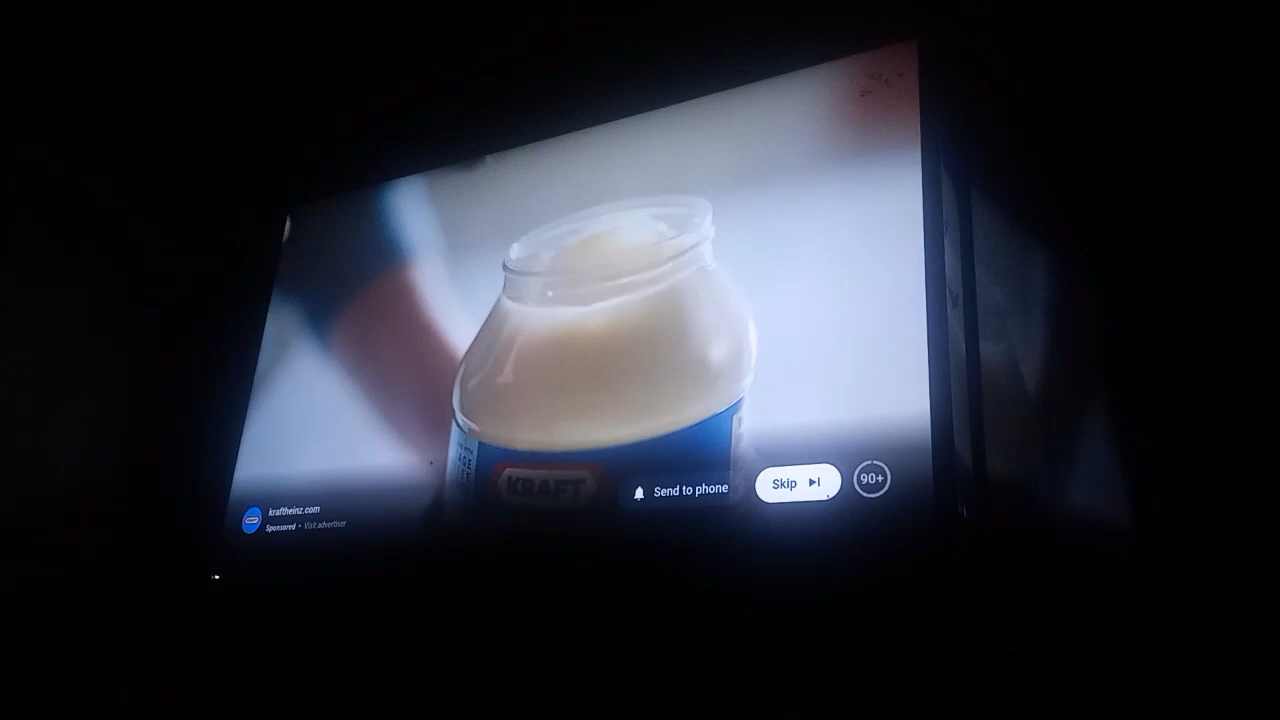 KRAFT
Send to phone
Skip
90+
kraftheinz.com
Sponsored • Visit advertiser